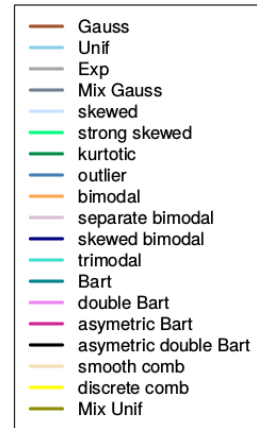 Gauss
Unif
Exp
Mix Gauss
skewed
strong skewed
kurtotic
outlier
bimodal
separate bimodal
skewed bimodal
trimodal
Bart
double Bart
asymetric Bart
asymetric double Bart
smooth comb
discrete comb
Mix Unif